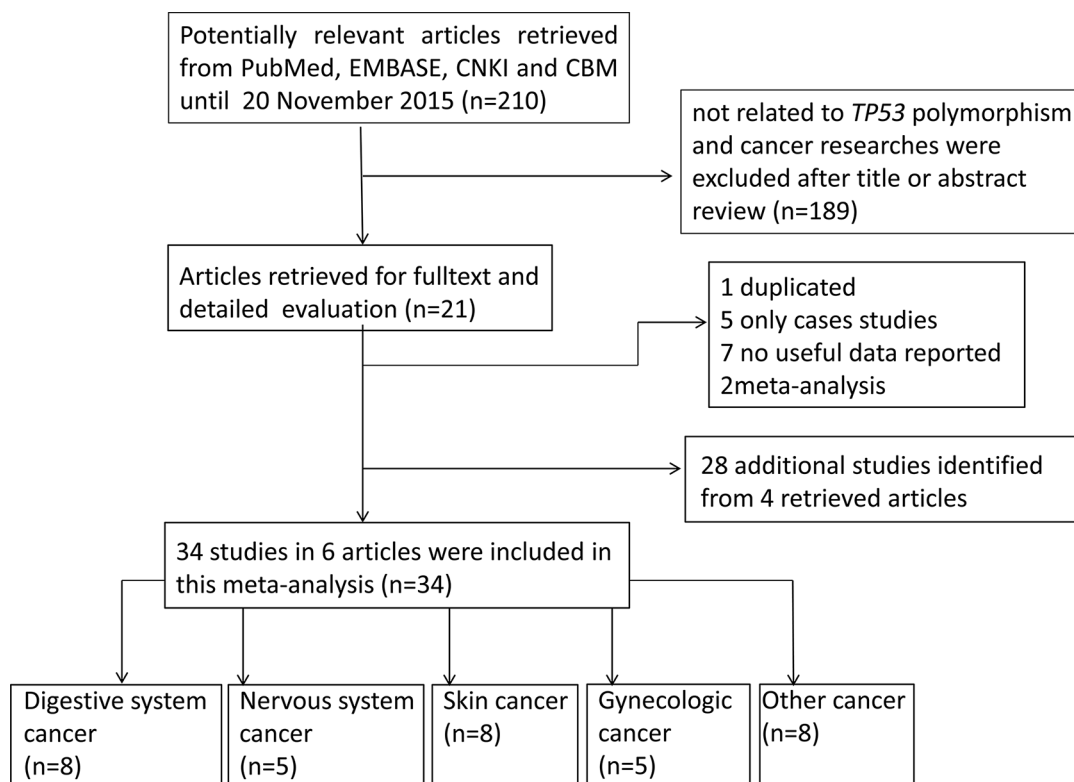 Potentially relevant articles retrieved
from PubMed, EMBASE, CNKI and CBM
until 20 November 2015 (n=210)
not related to TP53 polymorphism
and cancer researches were
excluded after title or abstract
review (n=189)
Articles retrieved for fulltext and
detailed evaluation (n=21)
1 duplicated
5 only cases studies
7 no useful data reported
2meta-analysis
28 additional studies identified
from 4 retrieved articles
34 studies in 6 articles were included in
this meta-analysis (n=34)
Digestive system
cancer
(n=8)
Nervous system
cancer
(n=5)
Skin cancer
(n=8)
Gynecologic
cancer
(n=5)
Other cancer
(n=8)